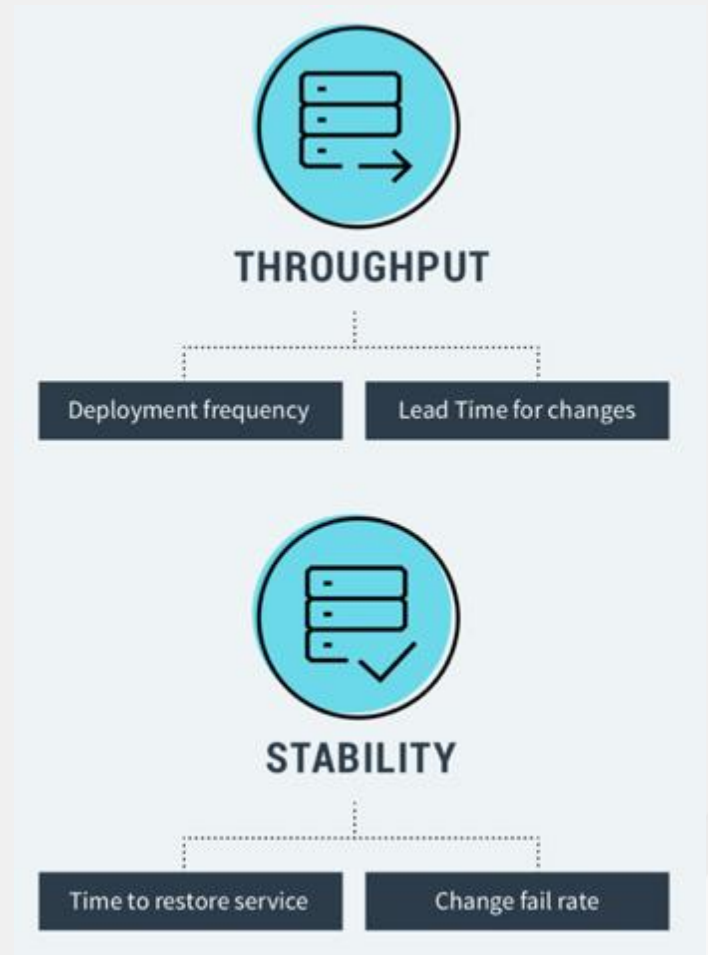 THROUGHPUT
Deployment frequency
Lead Time for changes
STABILITY
Time to restore service
Change fail rate